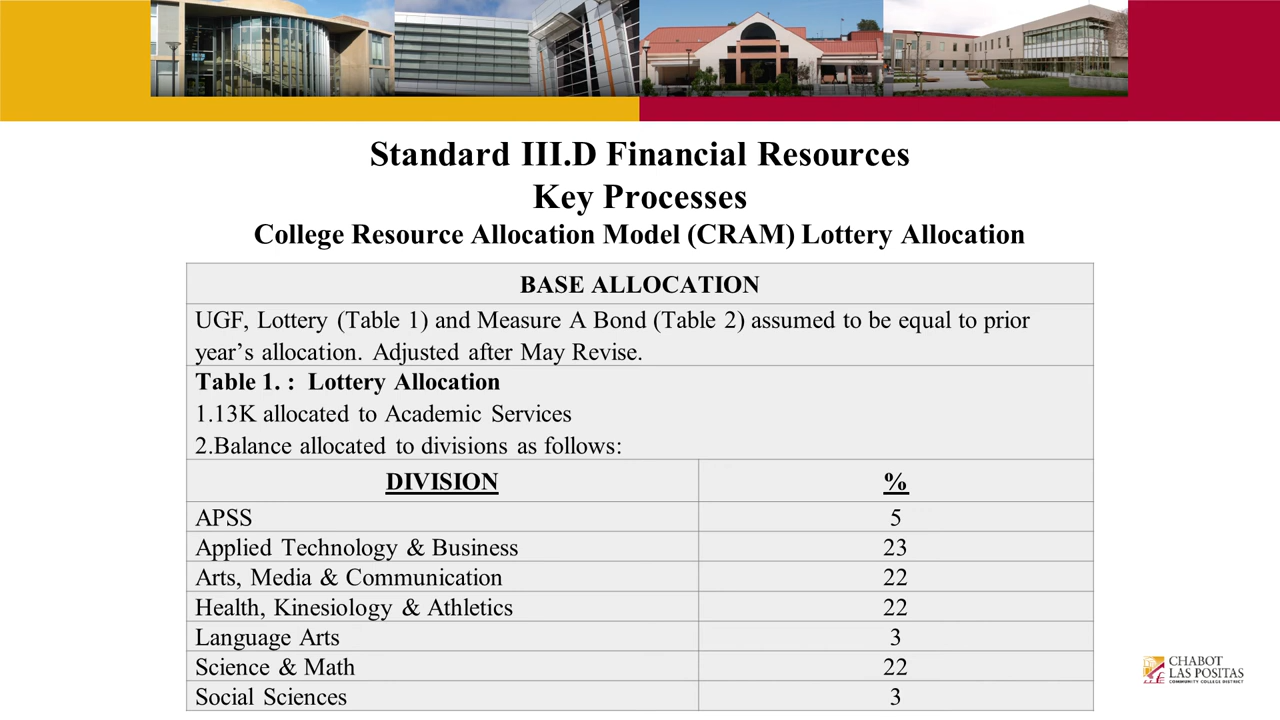 Standard III.D Financial Resources
Key Processes
College Resource Allocation Model (CRAM) Lottery Allocation
BASE ALLOCATION
UGF, Lottery (Table 1) and Measure A Bond (Table 2) assumed to be equal to prior
year’s allocation. Adjusted after May Revise.
Table 1. : Lottery Allocation
1.13K allocated to Academic Services
2.Balance allocated to divisions as follows:
DIVISION %
APSS 5
Applied Technology & Business 23
Arts, Media & Communication 22
Health, Kinesiology & Athletics 22
Language Arts 3
Science & Math 22
Social Sciences 3
CHABOT
LAS POSITAS
COMMUNITY COLLEGE DISTRICT